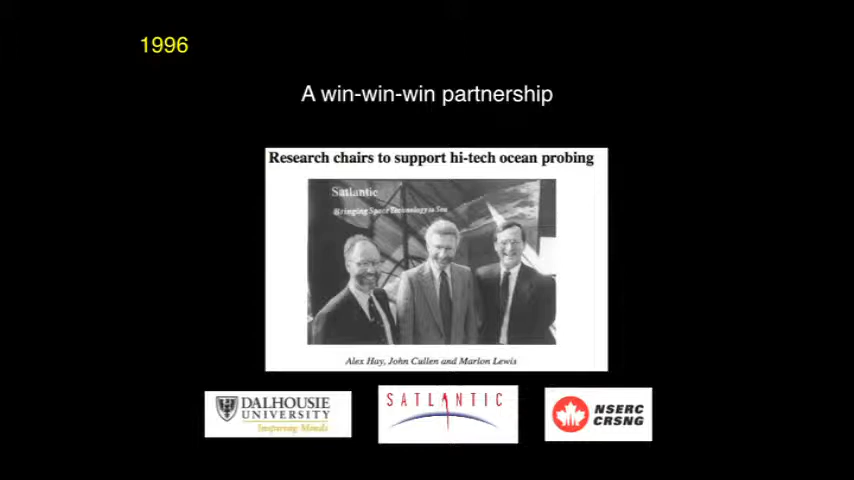 1996
A win-win-win partnership
Research chairs to support hi-tech ocean probing
Satlantic
Bringing Space Technology to Sea
Alex Hay, John Cullen and Marlon Lewis
DALHOUSIE
UNIVERSITY
Inspiring Minds
SATLANTIC
NSERC
CRSNG